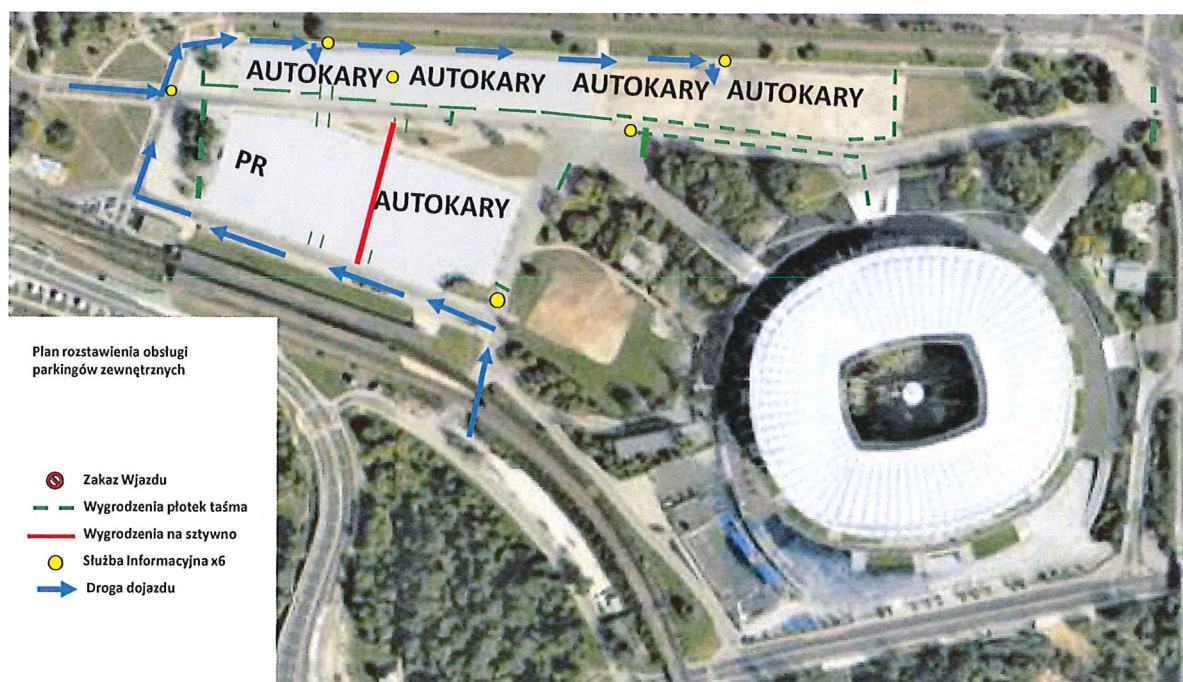 AUTOKARY
AUTOKARY
AUTOKARY
AUTOKARY
PR
AUTOKARY
Plan rozstawienia obsługi
parkingów zewnętrznych
Zakaz Wjazdu
Wygrodzenia płotek taśma
Wygrodzenia na sztywno
Służba Informacyjna x6
Droga dojazdu